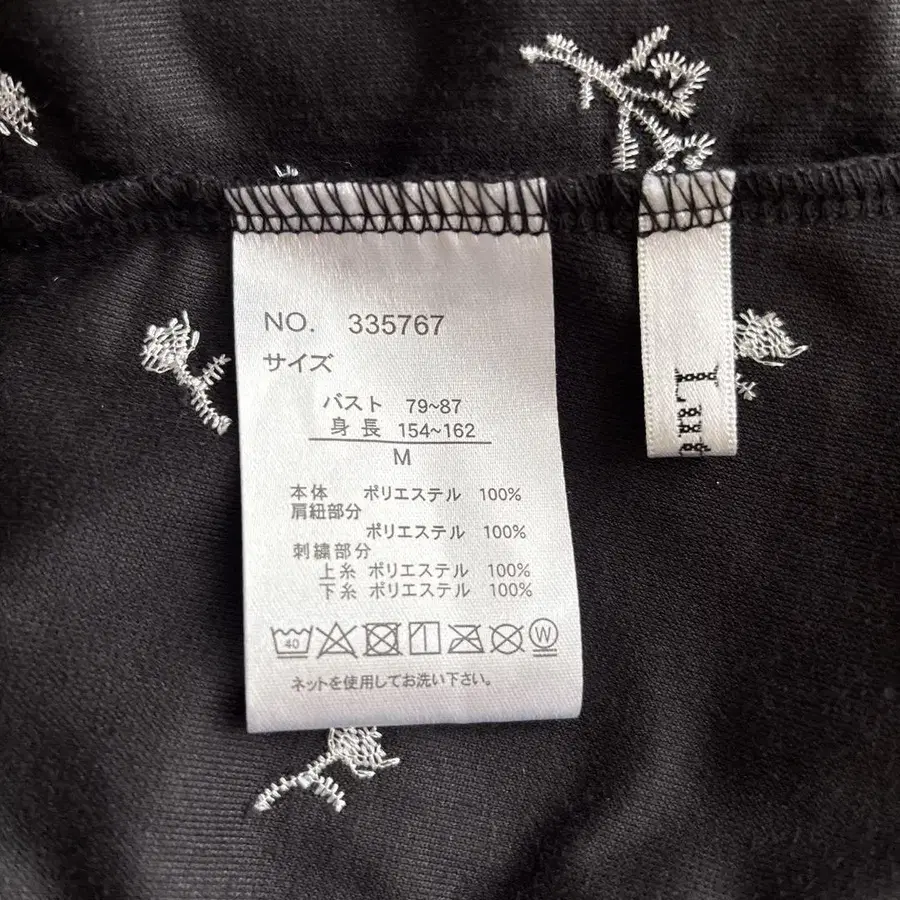 NO. 335767
サイズ
バスト 79~87
身長 154~162
M
本体 ポリエステル 100%
肩紐部分
ポリエステル 100%
刺繍部分
上糸 ポリエステル 100%
下糸 ポリエステル 100%
40
W
ネットを使用してお洗い下さい。